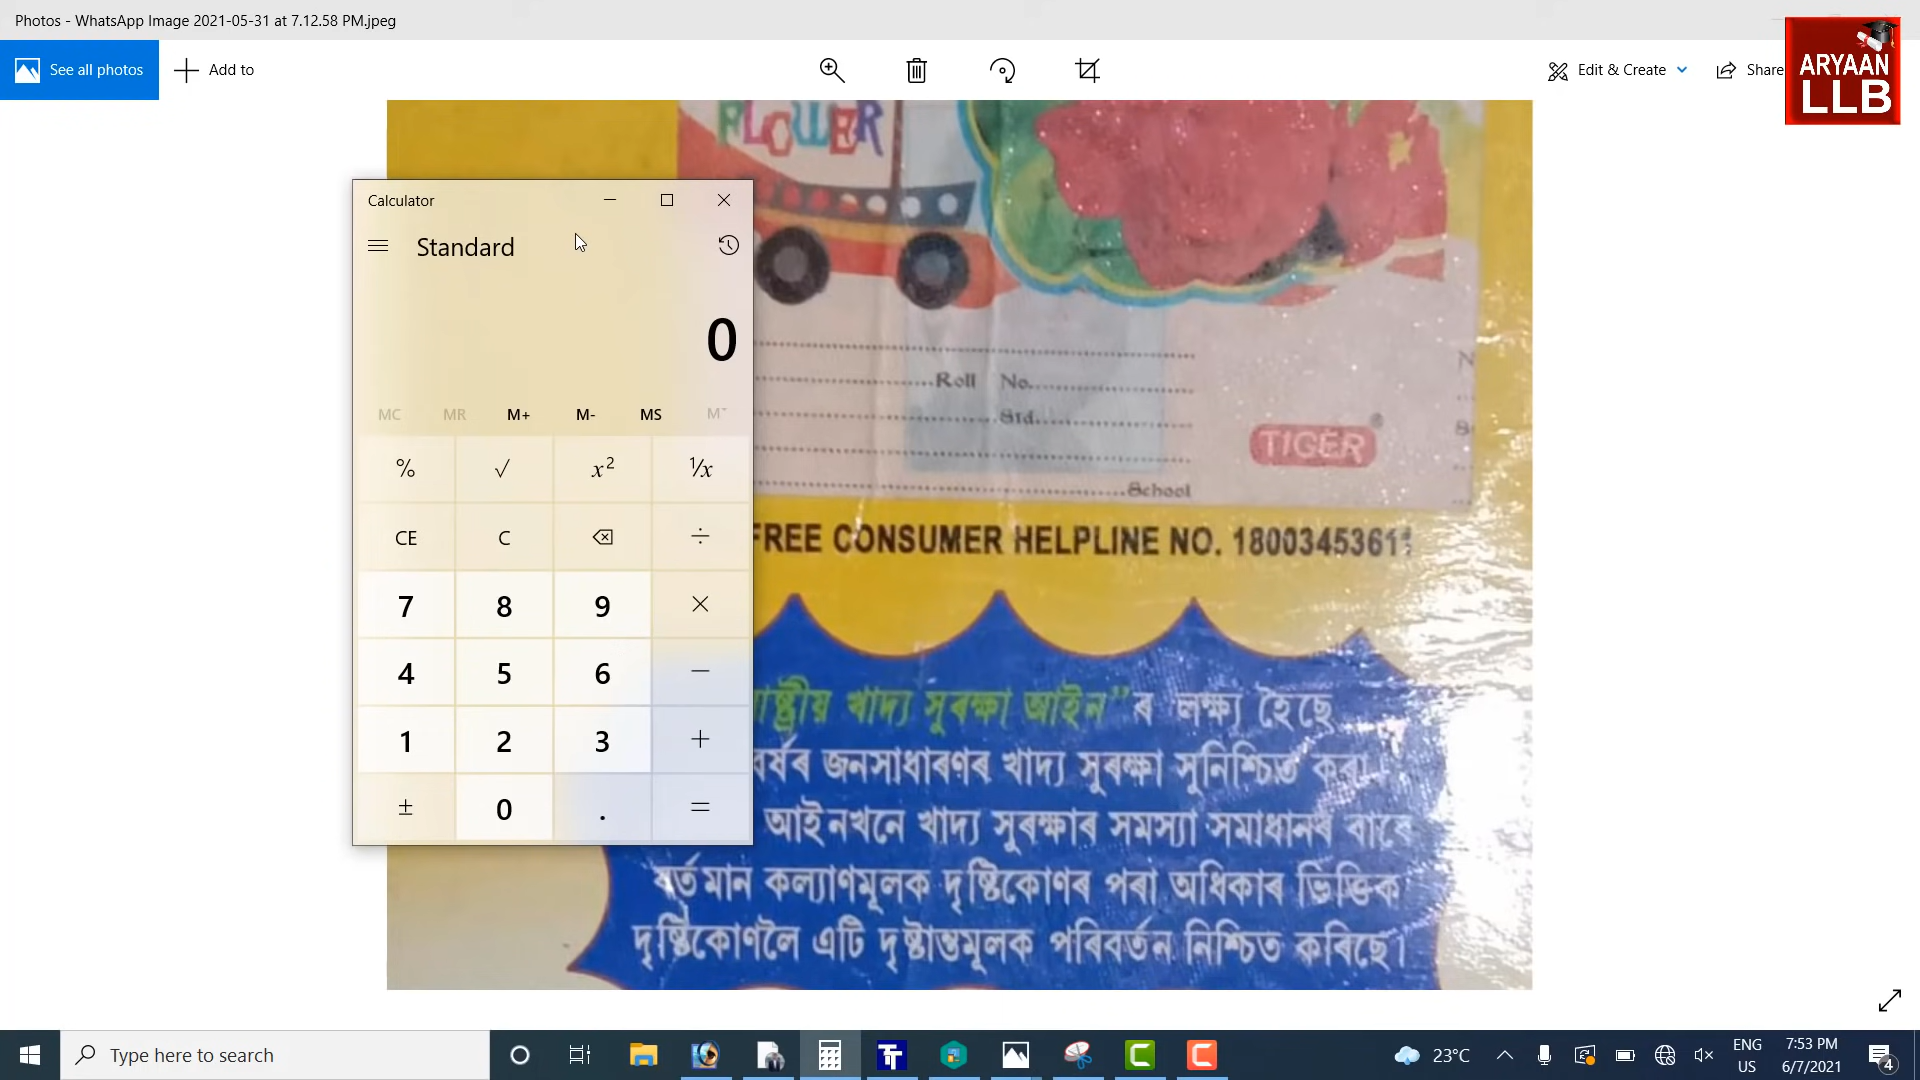 Photos - WhatsApp Image 2021-05-31 at 7.12.58 PM.jpeg
See all photos
Add to
Edit & Create
Share
ARYAAN
LLB
FLOWER
Calculator
Standard
0
MC MR M+ M- MS M˅
% √ x² ¹/x
CE C ÷
7 8 9 ×
4 5 6 −
1 2 3 +
± 0 . =
Roll No.
Std.
TIGER®
School
FREE CONSUMER HELPLINE NO. 18003453611
খাদ্য সুৰক্ষা আইন”ৰ লক্ষ্য হৈছে
জনসাধাৰণৰ খাদ্য সুৰক্ষা সুনিশ্চিত কৰা।
আইনখনে খাদ্য সুৰক্ষাৰ সমস্যা সমাধানৰ বাবে
বৰ্তমান কল্যাণমূলক দৃষ্টিকোণৰ পৰা অধিকাৰ ভিত্তিক
দৃষ্টিকোণলৈ এটি দৃষ্টান্তমূলক পৰিবৰ্তন নিশ্চিত কৰিছে।
Type here to search
23°C
ENG
US
7:53 PM
6/7/2021
4